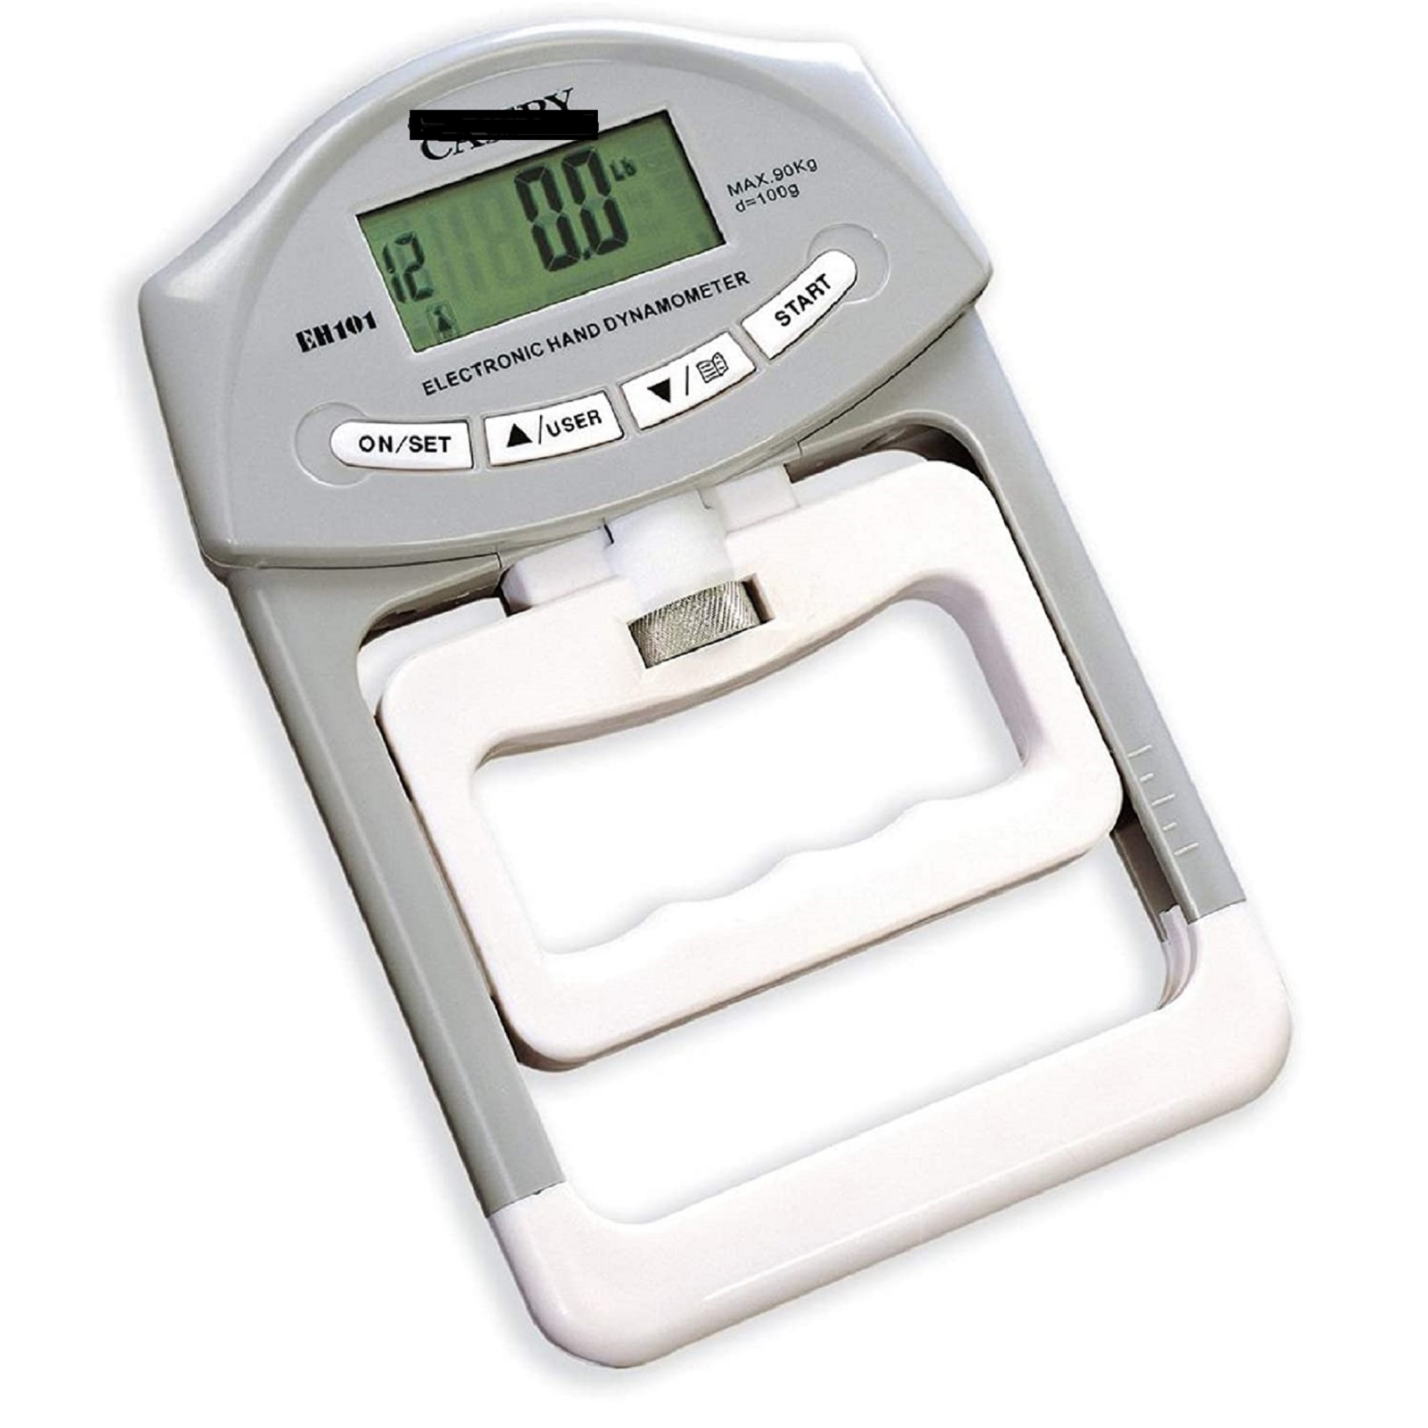 0.0 Lb
12
MAX.90Kg
d=100g
EH101
ELECTRONIC HAND DYNAMOMETER
ON/SET
▲/USER
▼/
START